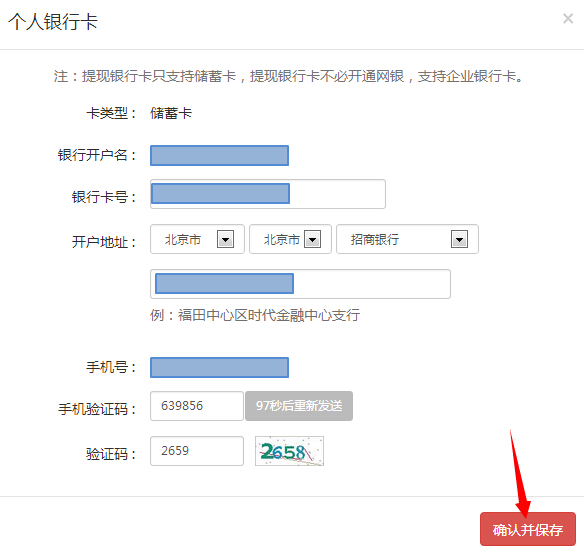 个人银行卡 ×
注：提现银行卡只支持储蓄卡，提现银行卡不必开通网银，支持企业银行卡。
卡类型： 储蓄卡
银行开户名：
银行卡号：
开户地址： 北京市 北京市 招商银行
例：福田中心区时代金融中心支行
手机号：
手机验证码： 639856 97秒后重新发送
验证码： 2659 2658
确认并保存